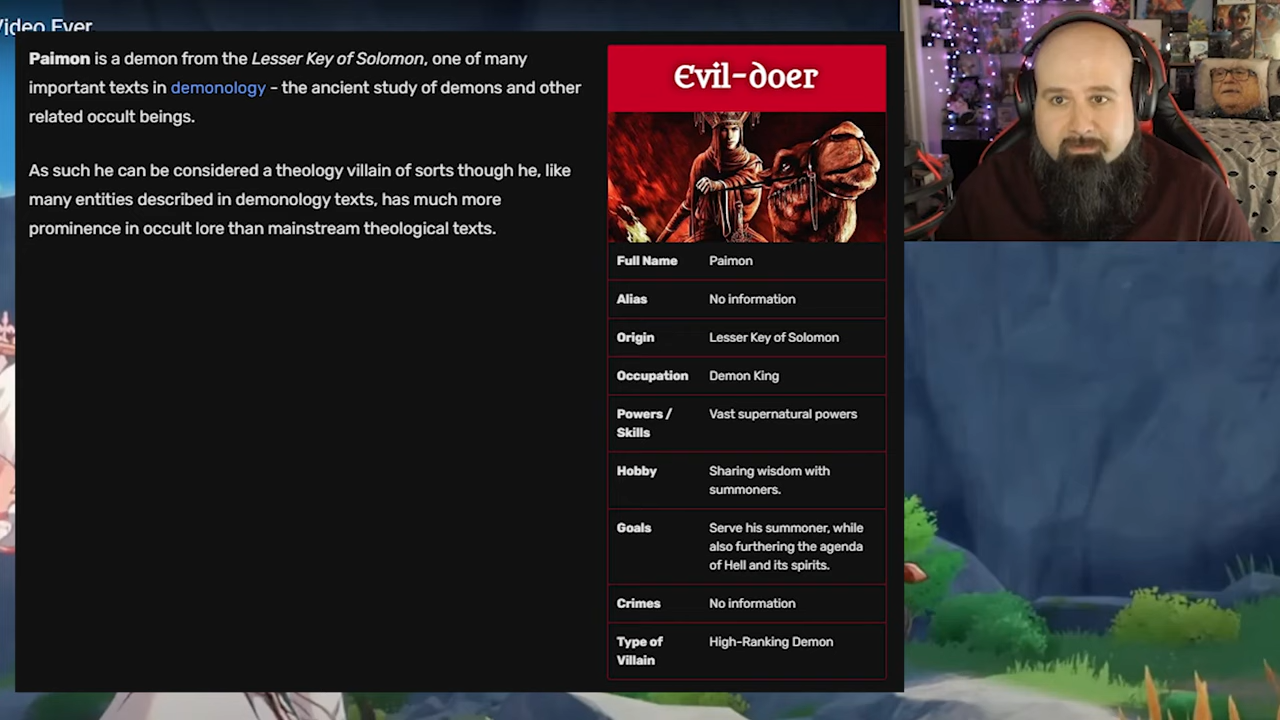 Video Ever
Paimon is a demon from the Lesser Key of Solomon, one of many
important texts in demonology - the ancient study of demons and other
related occult beings.
As such he can be considered a theology villain of sorts though he, like
many entities described in demonology texts, has much more
prominence in occult lore than mainstream theological texts.
Evil-doer
Full Name Paimon
Alias No information
Origin Lesser Key of Solomon
Occupation Demon King
Powers / Vast supernatural powers
Skills
Hobby Sharing wisdom with
summoners.
Goals Serve his summoner, while
also furthering the agenda
of Hell and its spirits.
Crimes No information
Type of High-Ranking Demon
Villain